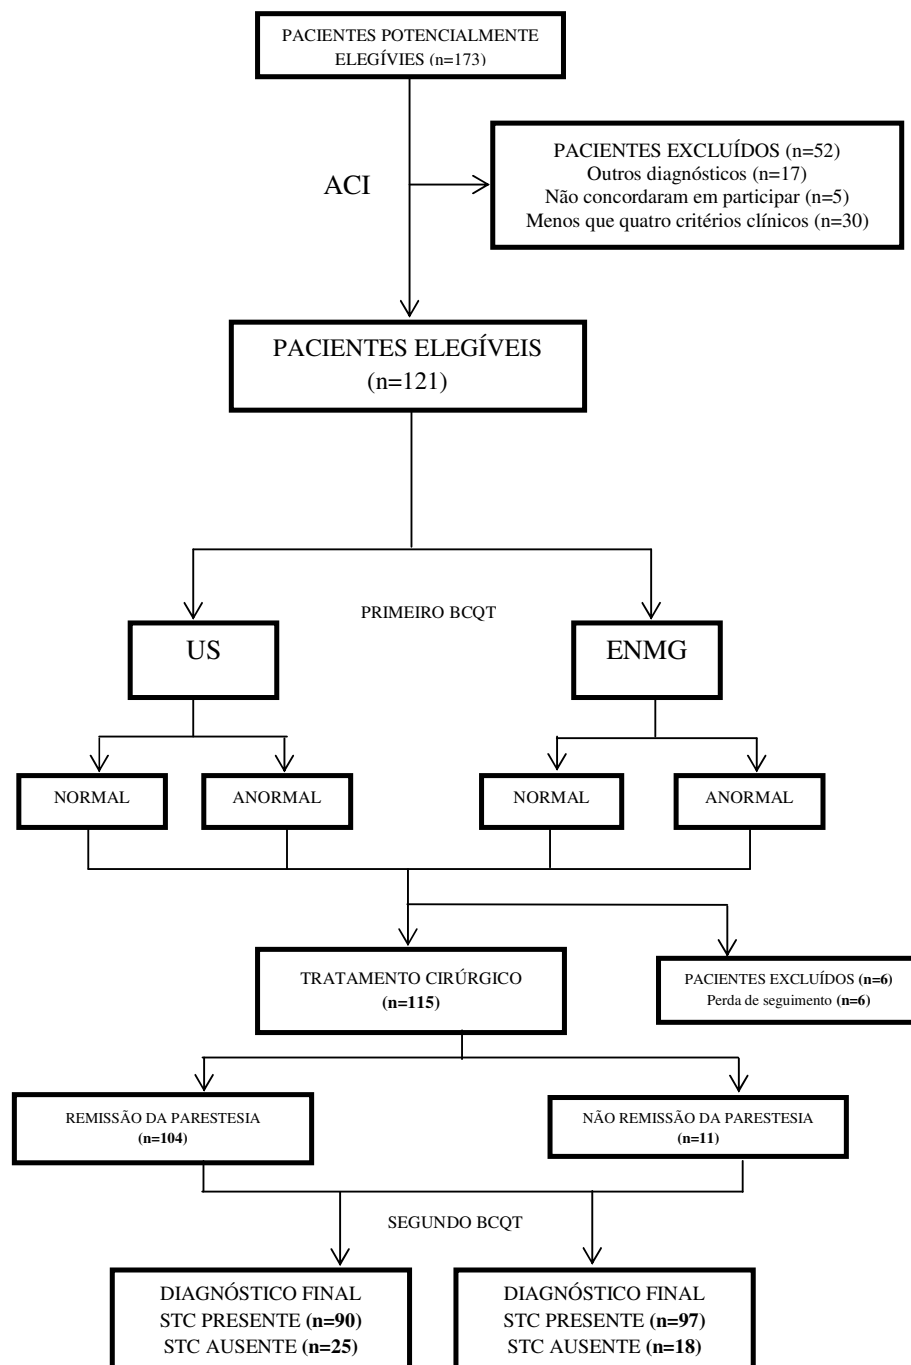 PACIENTES POTENCIALMENTE
ELEGÍVIES (n=173)
PACIENTES EXCLUÍDOS (n=52)
Outros diagnósticos (n=17)
Não concordaram em participar (n=5)
Menos que quatro critérios clínicos (n=30)
ACI
PACIENTES ELEGÍVEIS
(n=121)
PRIMEIRO BCQT
US
ENMG
NORMAL
ANORMAL
NORMAL
ANORMAL
TRATAMENTO CIRÚRGICO
(n=115)
PACIENTES EXCLUÍDOS (n=6)
Perda de seguimento (n=6)
REMISSÃO DA PARESTESIA
(n=104)
NÃO REMISSÃO DA PARESTESIA
(n=11)
SEGUNDO BCQT
DIAGNÓSTICO FINAL
STC PRESENTE (n=90)
STC AUSENTE (n=25)
DIAGNÓSTICO FINAL
STC PRESENTE (n=97)
STC AUSENTE (n=18)